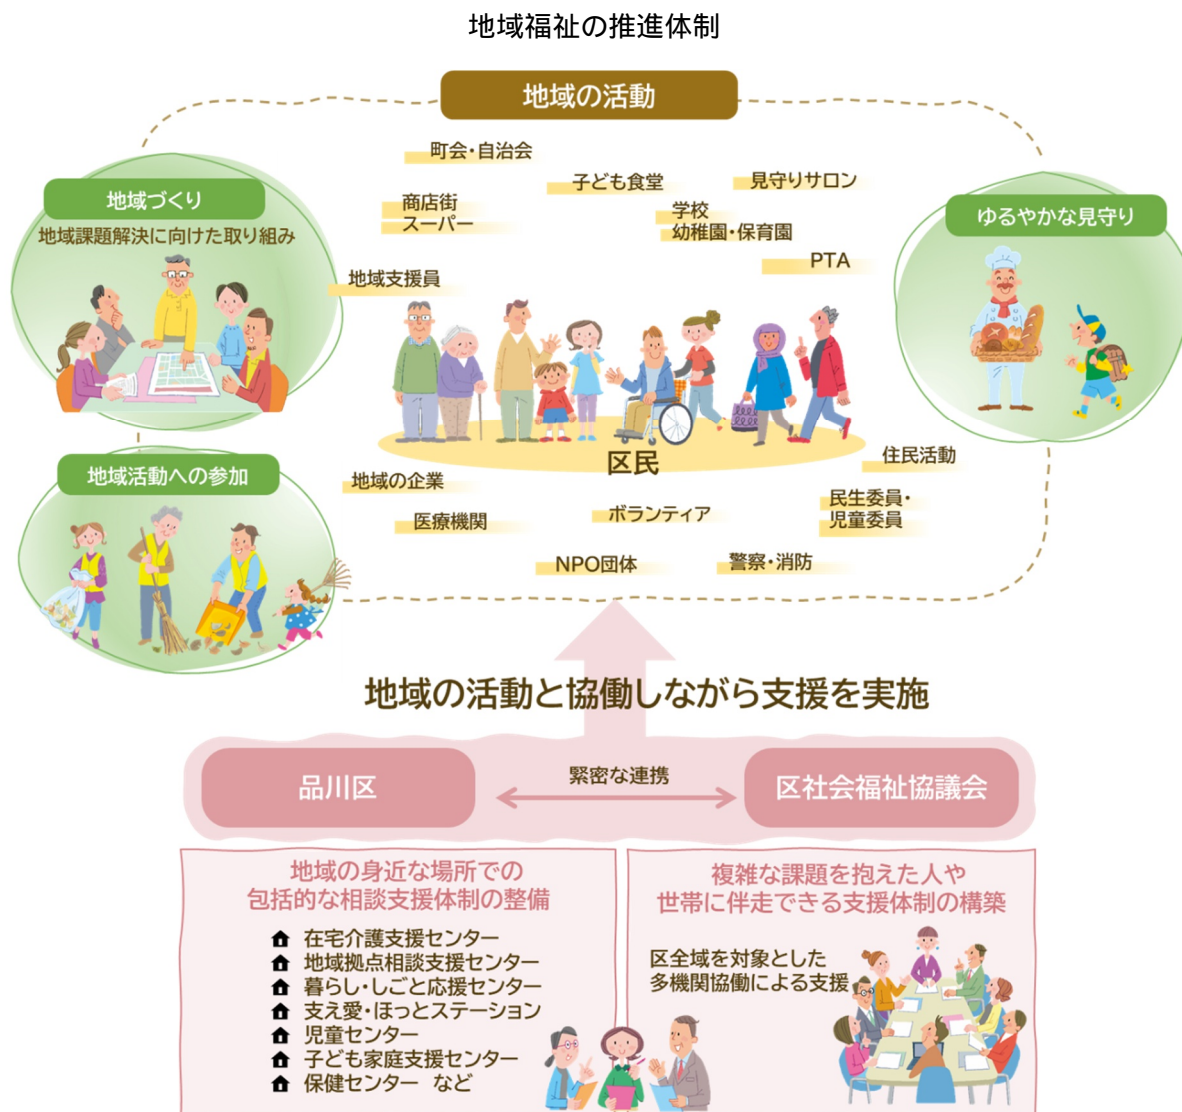 地域福祉の推進体制
地域の活動
町会・自治会
子ども食堂
見守りサロン
商店街
スーパー
学校
幼稚園・保育園
PTA
地域支援員
地域づくり
地域課題解決に向けた取り組み
ゆるやかな見守り
区民
地域活動への参加
地域の企業
医療機関
ボランティア
NPO団体
警察・消防
住民活動
民生委員・
児童委員
地域の活動と協働しながら支援を実施
品川区
緊密な連携
区社会福祉協議会
地域の身近な場所での
包括的な相談支援体制の整備
在宅介護支援センター
地域拠点相談支援センター
暮らし・しごと応援センター
支え愛・ほっとステーション
児童センター
子ども家庭支援センター
保健センター など
複雑な課題を抱えた人や
世帯に伴走できる支援体制の構築
区全域を対象とした
多機関協働による支援